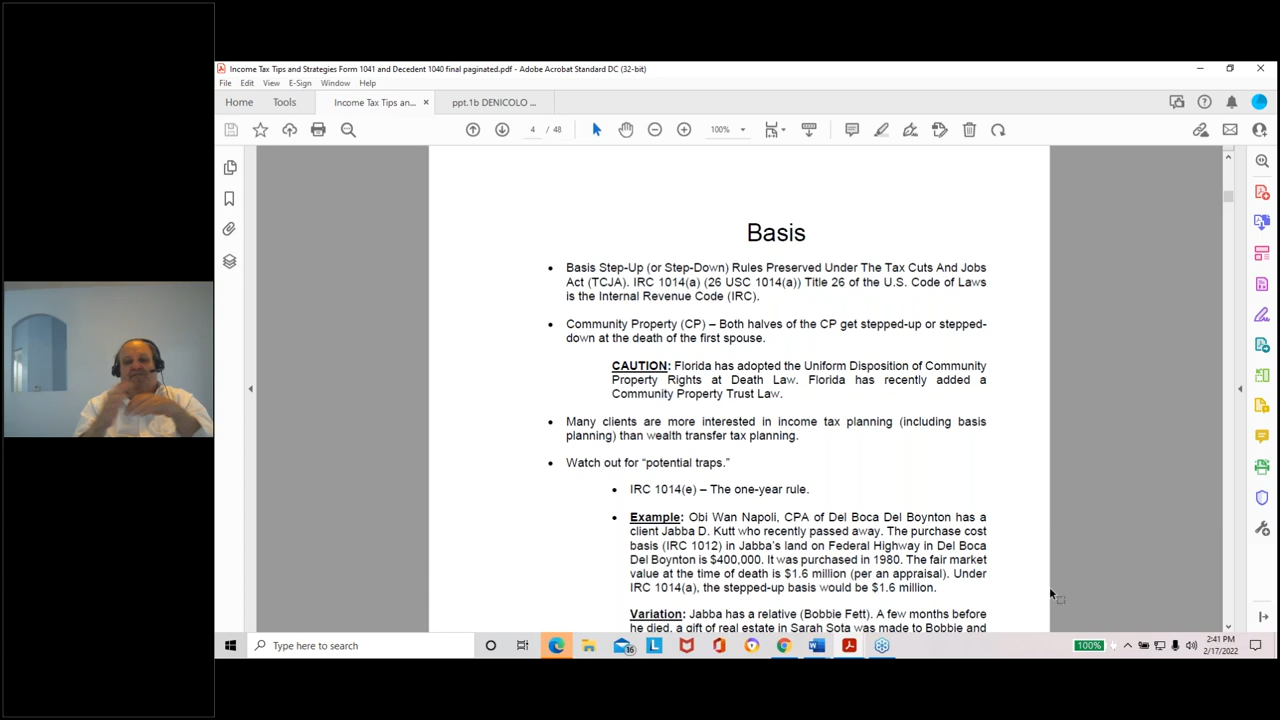 Income Tax Tips and Strategies Form 1041 and Decedent 1040 final paginated.pdf - Adobe Acrobat Standard DC (32-bit)
File Edit View E-Sign Window Help
Home Tools Income Tax Tips an... × ppt.1b DENICOLO ...
4 / 48 100%
Basis
• Basis Step-Up (or Step-Down) Rules Preserved Under The Tax Cuts And Jobs
Act (TCJA). IRC 1014(a) (26 USC 1014(a)) Title 26 of the U.S. Code of Laws
is the Internal Revenue Code (IRC).
• Community Property (CP) – Both halves of the CP get stepped-up or stepped-
down at the death of the first spouse.
CAUTION: Florida has adopted the Uniform Disposition of Community
Property Rights at Death Law. Florida has recently added a
Community Property Trust Law.
• Many clients are more interested in income tax planning (including basis
planning) than wealth transfer tax planning.
• Watch out for “potential traps.”
• IRC 1014(e) – The one-year rule.
• Example: Obi Wan Napoli, CPA of Del Boca Del Boynton has a
client Jabba D. Kutt who recently passed away. The purchase cost
basis (IRC 1012) in Jabba’s land on Federal Highway in Del Boca
Del Boynton is $400,000. It was purchased in 1980. The fair market
value at the time of death is $1.6 million (per an appraisal). Under
IRC 1014(a), the stepped-up basis would be $1.6 million.
Variation: Jabba has a relative (Bobbie Fett). A few months before
he died, a gift of real estate in Sarah Sota was made to Bobbie and
Type here to search
16
L
100%
2:41 PM
2/17/2022